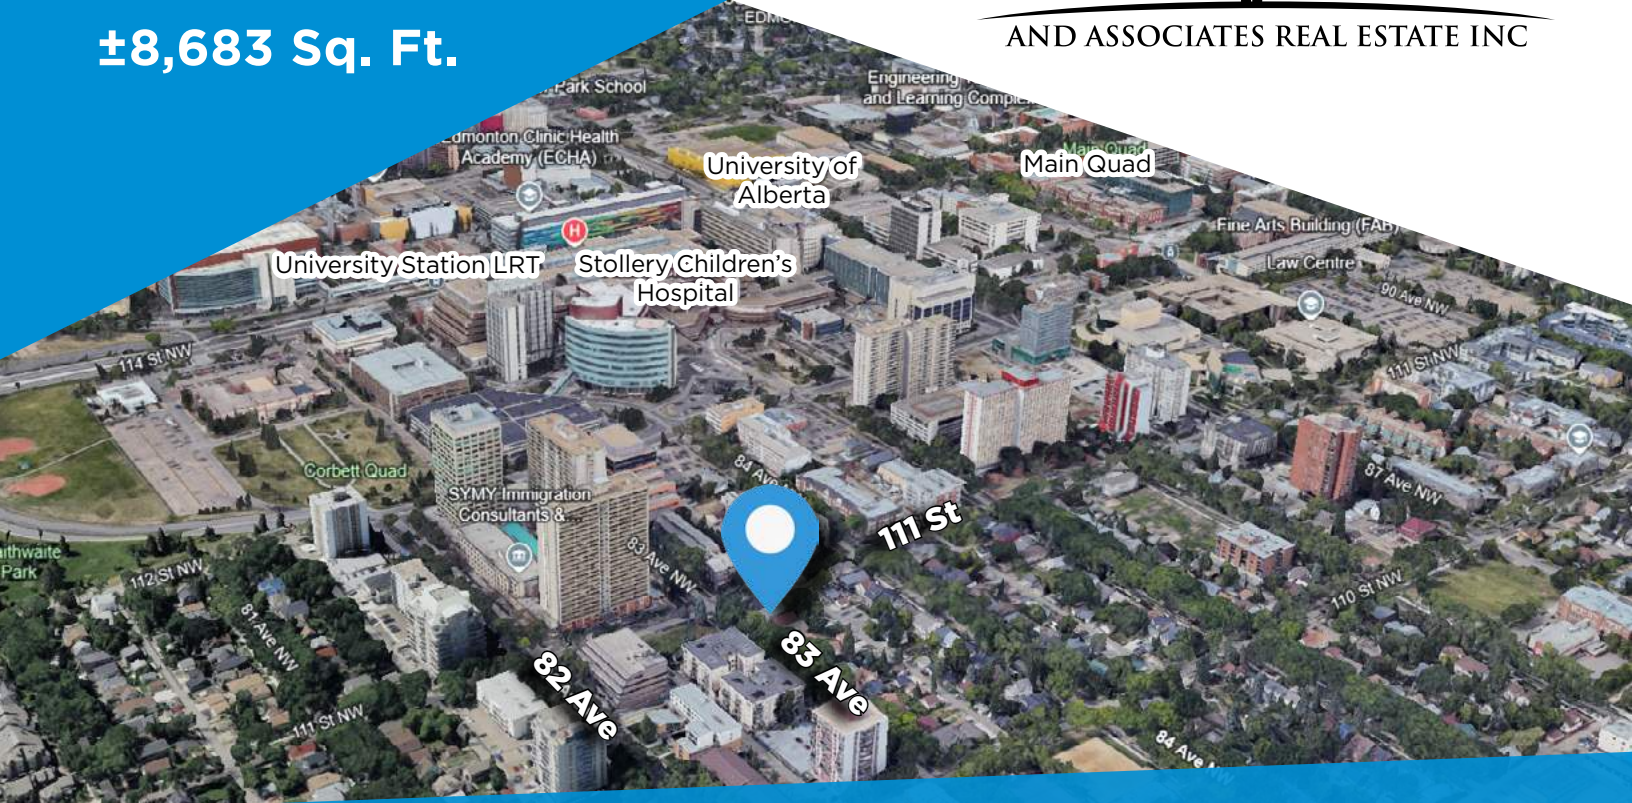 ±8,683 Sq. Ft.
AND ASSOCIATES REAL ESTATE INC
Park School
Engineering
and Learning
Edmonton Clinic Health
Academy (ECHA)
University of
Alberta
Main Quad
Main Quad
Fine Arts Building (FAB)
Law Centre
University Station LRT
H
Stollery Children's
Hospital
90 Ave NW
114 St NW
111 St NW
Corbett Quad
84 Ave
87 Ave NW
SYMY Immigration
Consultants &
111 St
83 Ave NW
Park
112 St NW
110 St NW
81 Ave NW
82 Ave
83 Ave
111 St NW
84 Ave NW